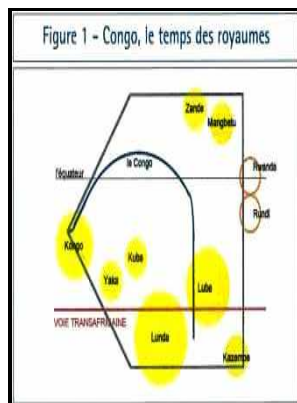 Figure 1 – Congo, le temps des royaumes
Zande
Mangbetu
le Congo
l'équateur
Rwanda
Rundi
Kongo
Kuba
Yaka
Luba
VOIE TRANSAFRICAINE
Lunda
Kazembe